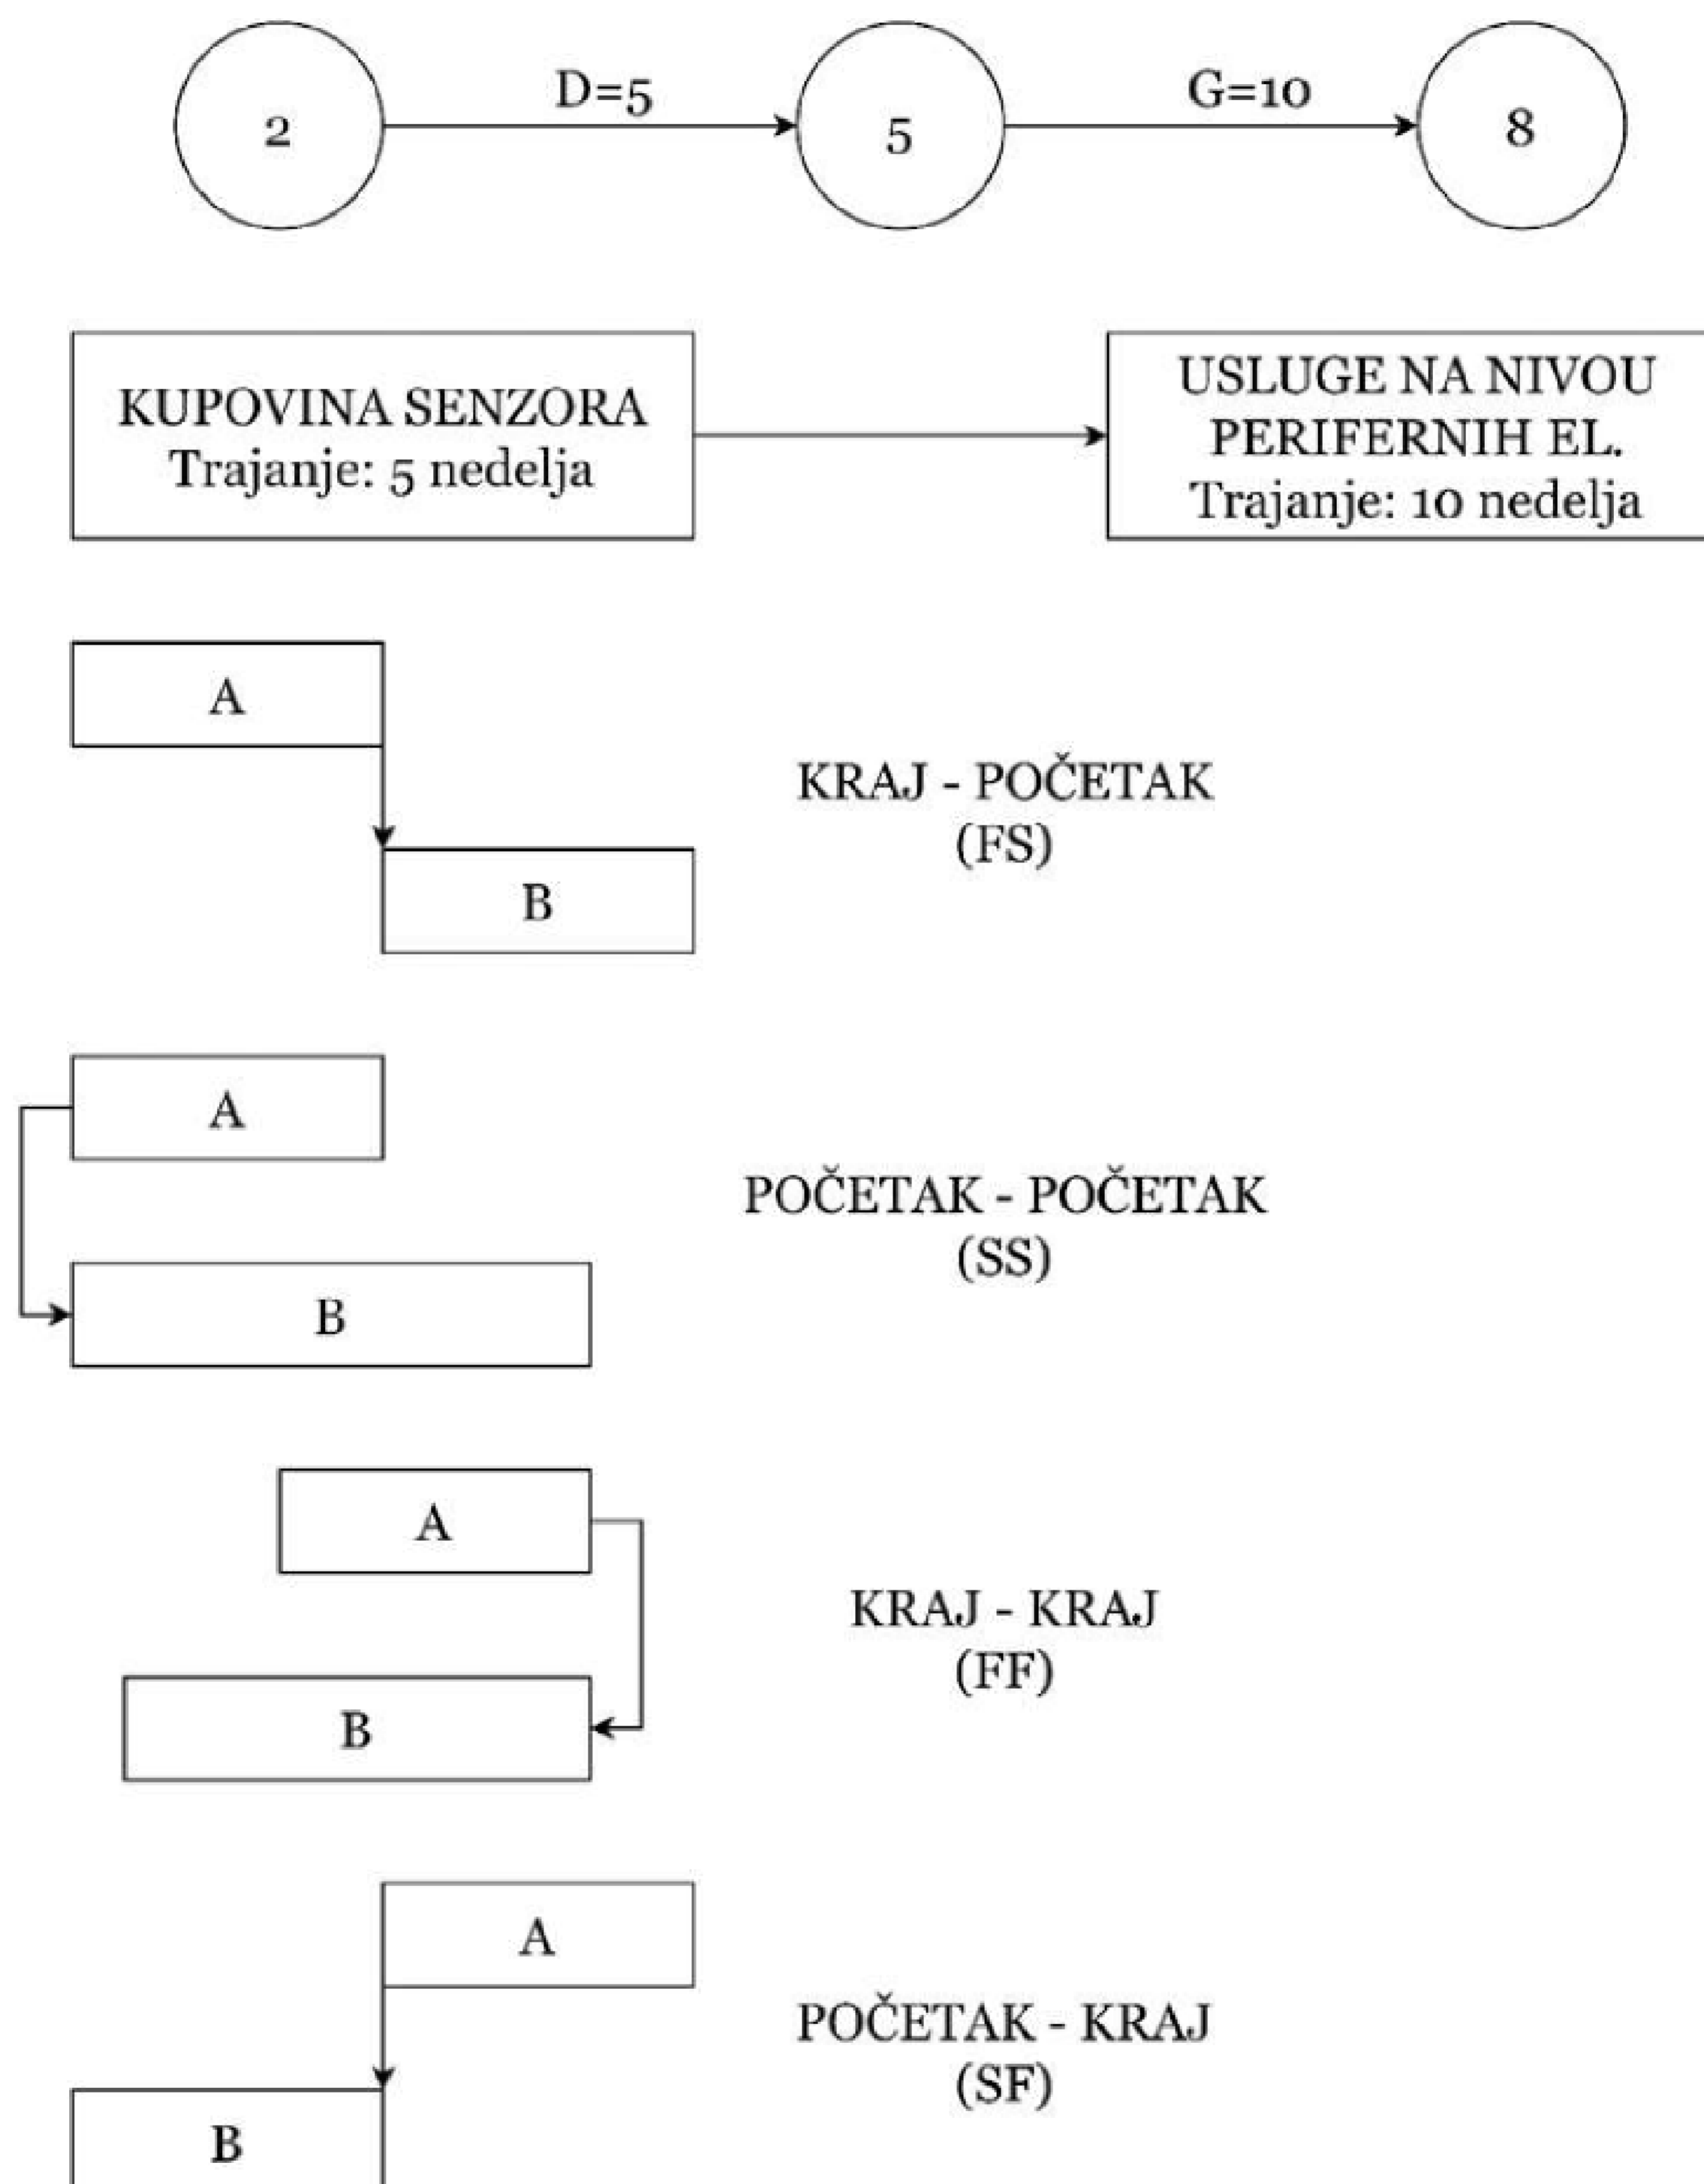 D=5
G=10
2
5
8
KUPOVINA SENZORA
Trajanje: 5 nedelja
USLUGE NA NIVOU
PERIFERNIH EL.
Trajanje: 10 nedelja
A
KRAJ - POČETAK
(FS)
B
A
POČETAK - POČETAK
(SS)
B
A
KRAJ - KRAJ
(FF)
B
A
POČETAK - KRAJ
(SF)
B